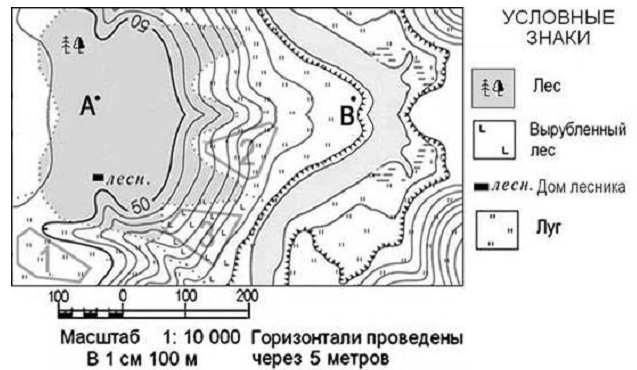 50
А
В
лесн.
50
1
2
3
УСЛОВНЫЕ
ЗНАКИ
Лес
Вырубленный
лес
лесн. Дом лесника
Луг
100 0 100 200
Масштаб 1: 10 000 Горизонтали проведены
В 1 см 100 м через 5 метров